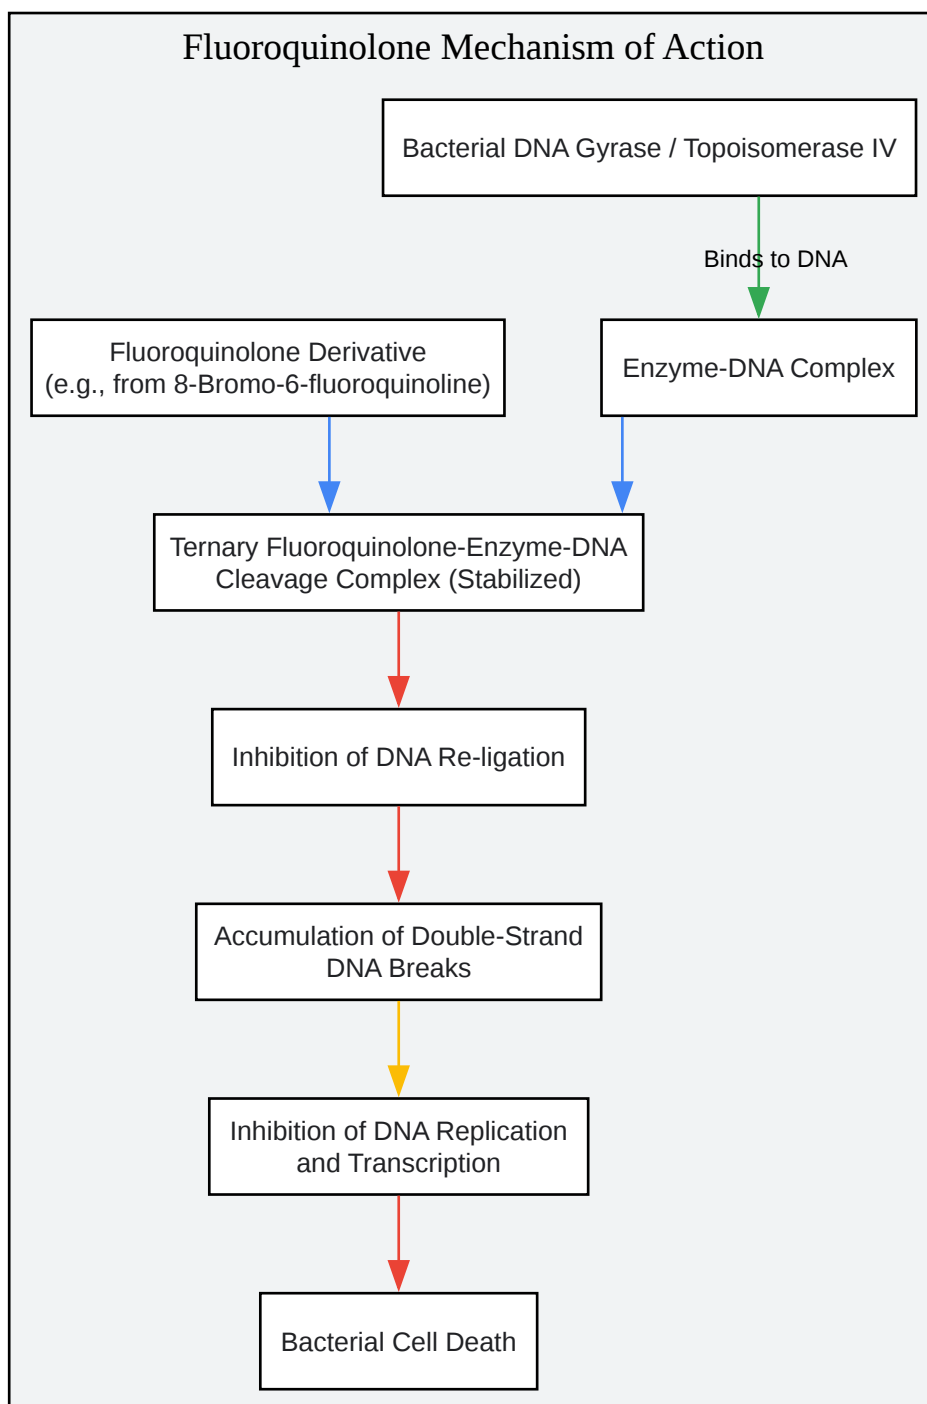 Fluoroquinolone Mechanism of Action
Bacterial DNA Gyrase / Topoisomerase IV
Binds to DNA
Fluoroquinolone Derivative
(e.g., from 8-Bromo-6-fluoroquinoline)
Enzyme-DNA Complex
Ternary Fluoroquinolone-Enzyme-DNA
Cleavage Complex (Stabilized)
Inhibition of DNA Re-ligation
Accumulation of Double-Strand
DNA Breaks
Inhibition of DNA Replication
and Transcription
Bacterial Cell Death